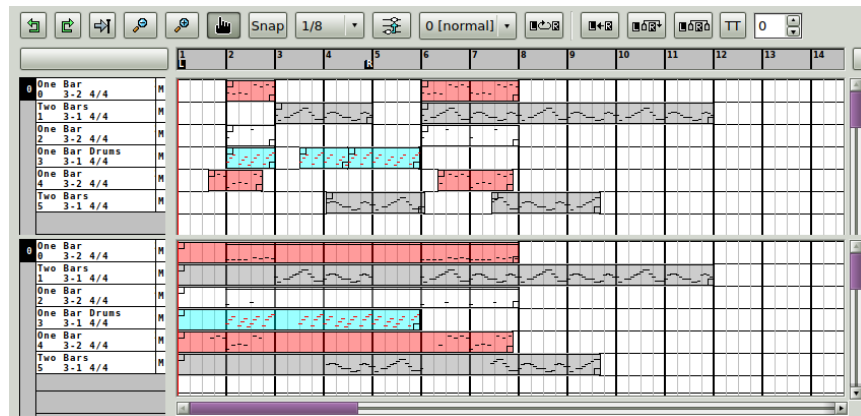 Snap 1/8 0 [normal] TT 0
1 2 3 4 5 6 7 8 9 10 11 12 13 14
L R
0 One Bar M
0 3-2 4/4
Two Bars M
1 3-1 4/4
One Bar M
2 3-2 4/4
One Bar Drums M
3 3-1 4/4
One Bar M
4 3-2 4/4
Two Bars M
5 3-1 4/4
0 One Bar M
0 3-2 4/4
Two Bars M
1 3-1 4/4
One Bar M
2 3-2 4/4
One Bar Drums M
3 3-1 4/4
One Bar M
4 3-2 4/4
Two Bars M
5 3-1 4/4